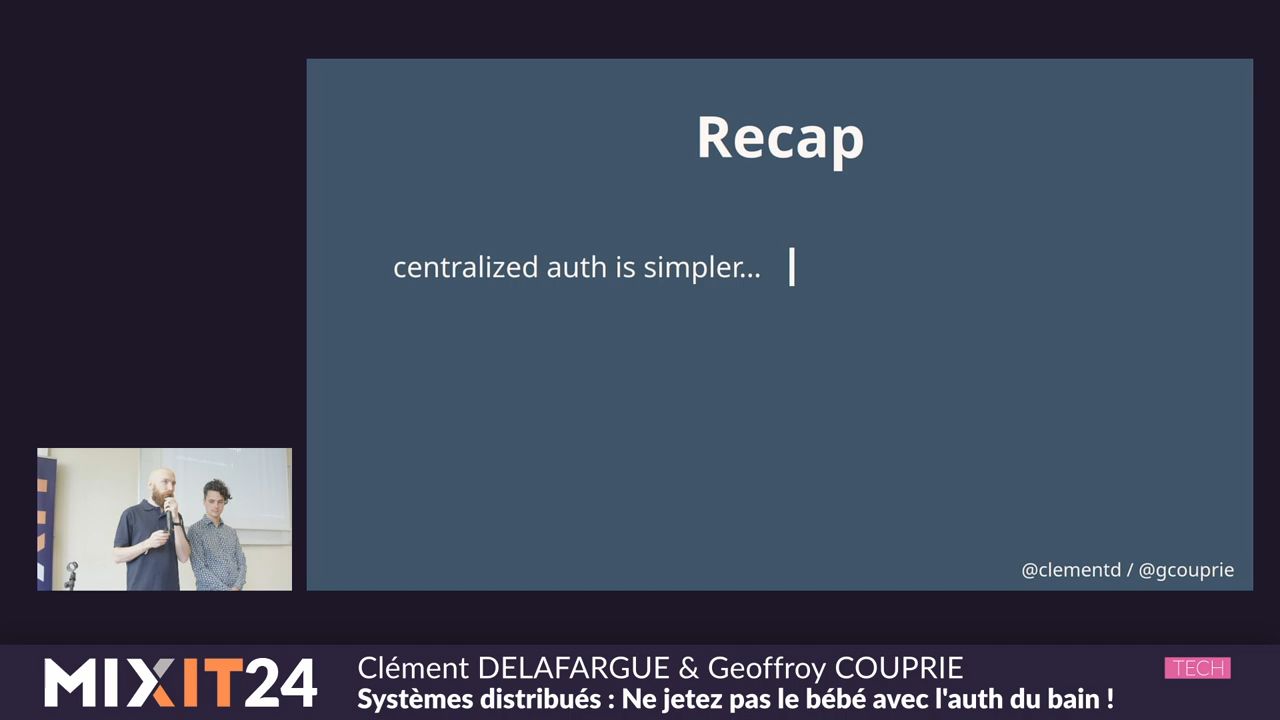 Recap
centralized auth is simpler...
@clementd / @gcouprie
MIXIT24
Clément DELAFARGUE & Geoffroy COUPRIE
TECH
Systèmes distribués : Ne jetez pas le bébé avec l'auth du bain !